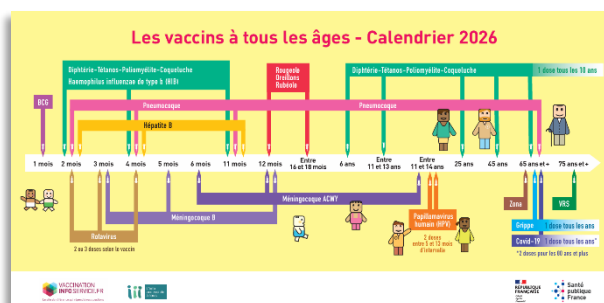 Les vaccins à tous les âges - Calendrier 2026
Diphtérie-Tétanos-Poliomyélite-Coqueluche
Haemophilus influenzae de type b (HIB)
Rougeole
Oreillons
Rubéole
Diphtérie-Tétanos-Poliomyélite-Coqueluche
1 dose tous les 10 ans
BCG
Pneumocoque
Pneumocoque
Hépatite B
1 mois
2 mois
3 mois
4 mois
5 mois
6 mois
11 mois
12 mois
Entre
16 et 18 mois
6 ans
Entre
11 et 13 ans
Entre
11 et 14 ans
25 ans
45 ans
65 ans et +
75 ans et +
Méningocoque ACWY
Méningocoque B
Rotavirus
2 ou 3 doses selon le vaccin
Papillomavirus
humain (HPV)
2 doses
entre 5 et 13 mois
d'intervalle
Zona
VRS
Grippe
1 dose tous les ans
Covid-19
1 dose tous les ans*
*2 doses pour les 80 ans et plus
VACCINATION
INFO SERVICE.FR
RÉPUBLIQUE
FRANÇAISE
Santé
publique
France